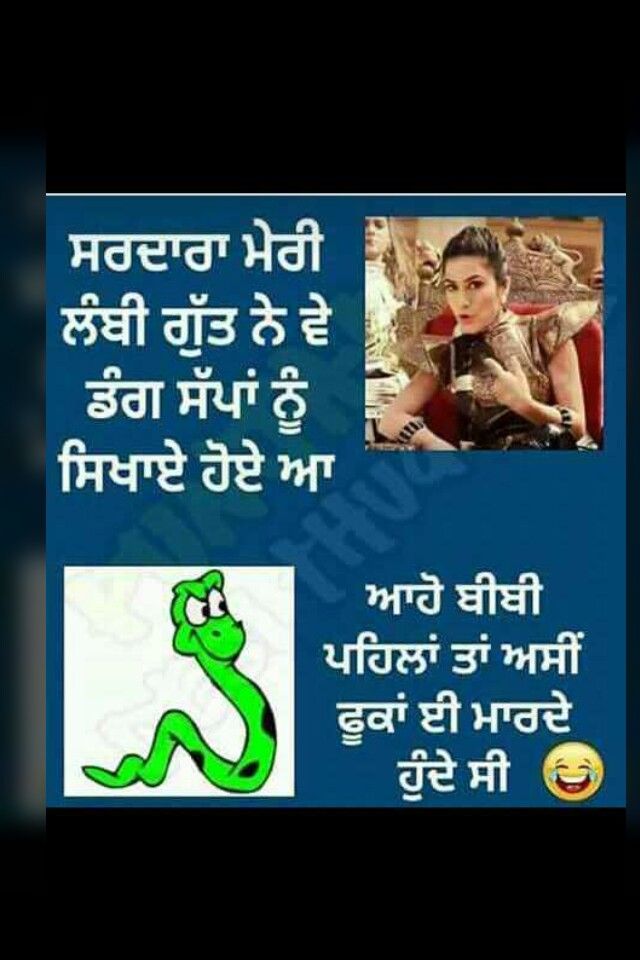 ਸਰਦਾਰਾ ਮੇਰੀ
ਲੰਬੀ ਗੁੱਤ ਨੇ ਵੇ
ਡੰਗ ਸੱਪਾਂ ਨੂੰ
ਸਿਖਾਏ ਹੋਏ ਆ
ਆਹੋ ਬੀਬੀ
ਪਹਿਲਾਂ ਤਾਂ ਅਸੀਂ
ਫੂਕਾਂ ਈ ਮਾਰਦੇ
ਹੁੰਦੇ ਸੀ 😂